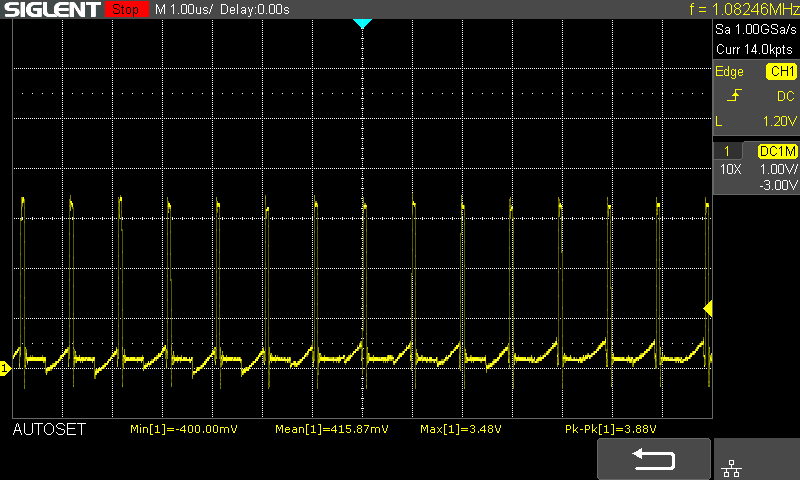 SIGLENT Stop M 1.00us/ Delay:0.00s f = 1.08246MHz
Sa 1.00GSa/s
Curr 14.0kpts
Edge CH1
DC
L 1.20V
1 DC1M
10X 1.00V/
-3.00V
1
AUTOSET Min[1]=-400.00mV Mean[1]=415.87mV Max[1]=3.48V Pk-Pk[1]=3.88V